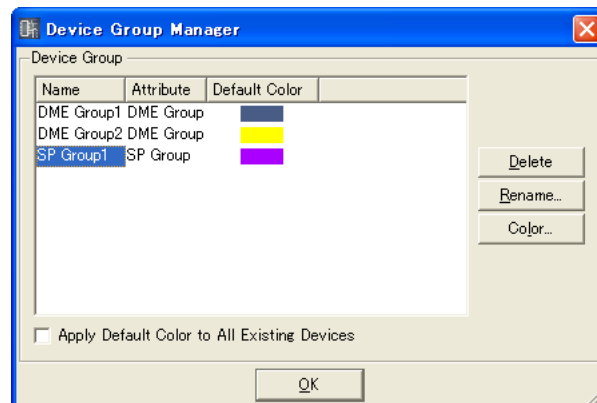 Device Group Manager
Device Group
Name Attribute Default Color
DME Group1 DME Group
DME Group2 DME Group
SP Group1 SP Group
Delete
Rename...
Color...
Apply Default Color to All Existing Devices
OK